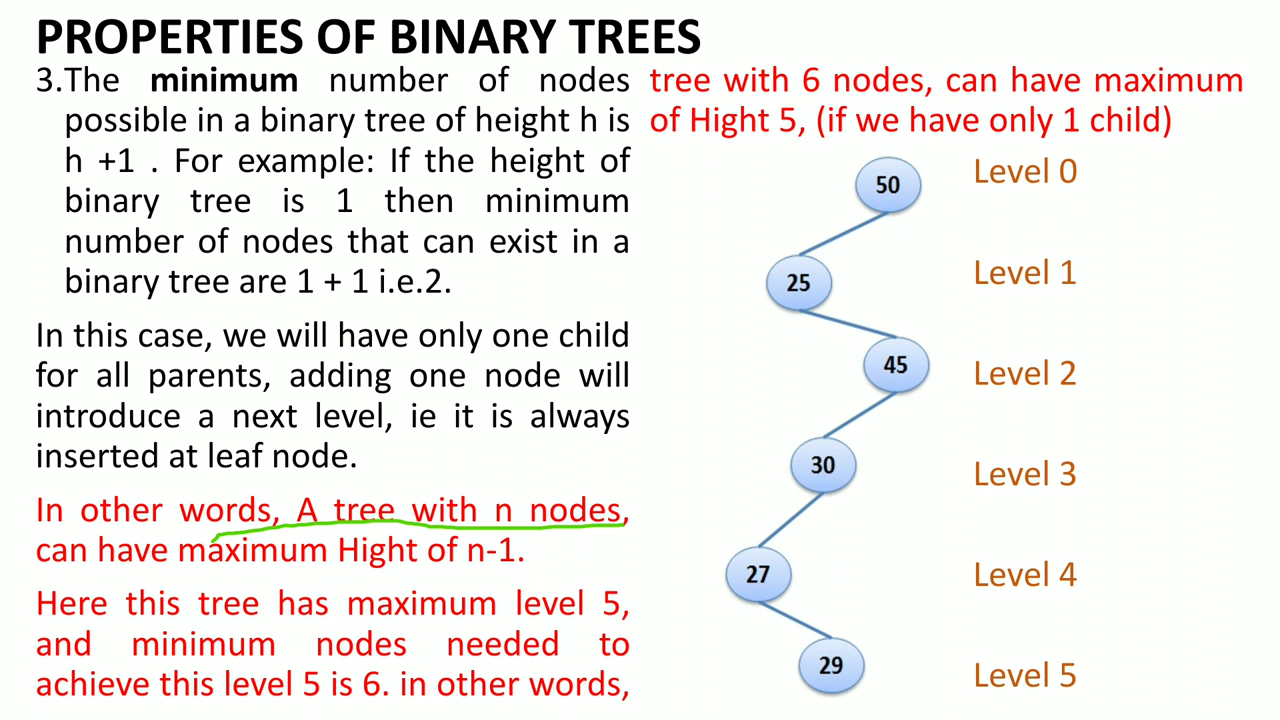 PROPERTIES OF BINARY TREES
3.The minimum number of nodes
possible in a binary tree of height h is
h +1 . For example: If the height of
binary tree is 1 then minimum
number of nodes that can exist in a
binary tree are 1 + 1 i.e.2.
In this case, we will have only one child
for all parents, adding one node will
introduce a next level, ie it is always
inserted at leaf node.
In other words, A tree with n nodes,
can have maximum Hight of n-1.
Here this tree has maximum level 5,
and minimum nodes needed to
achieve this level 5 is 6. in other words,
tree with 6 nodes, can have maximum
of Hight 5, (if we have only 1 child)
50 Level 0
25 Level 1
45 Level 2
30 Level 3
27 Level 4
29 Level 5